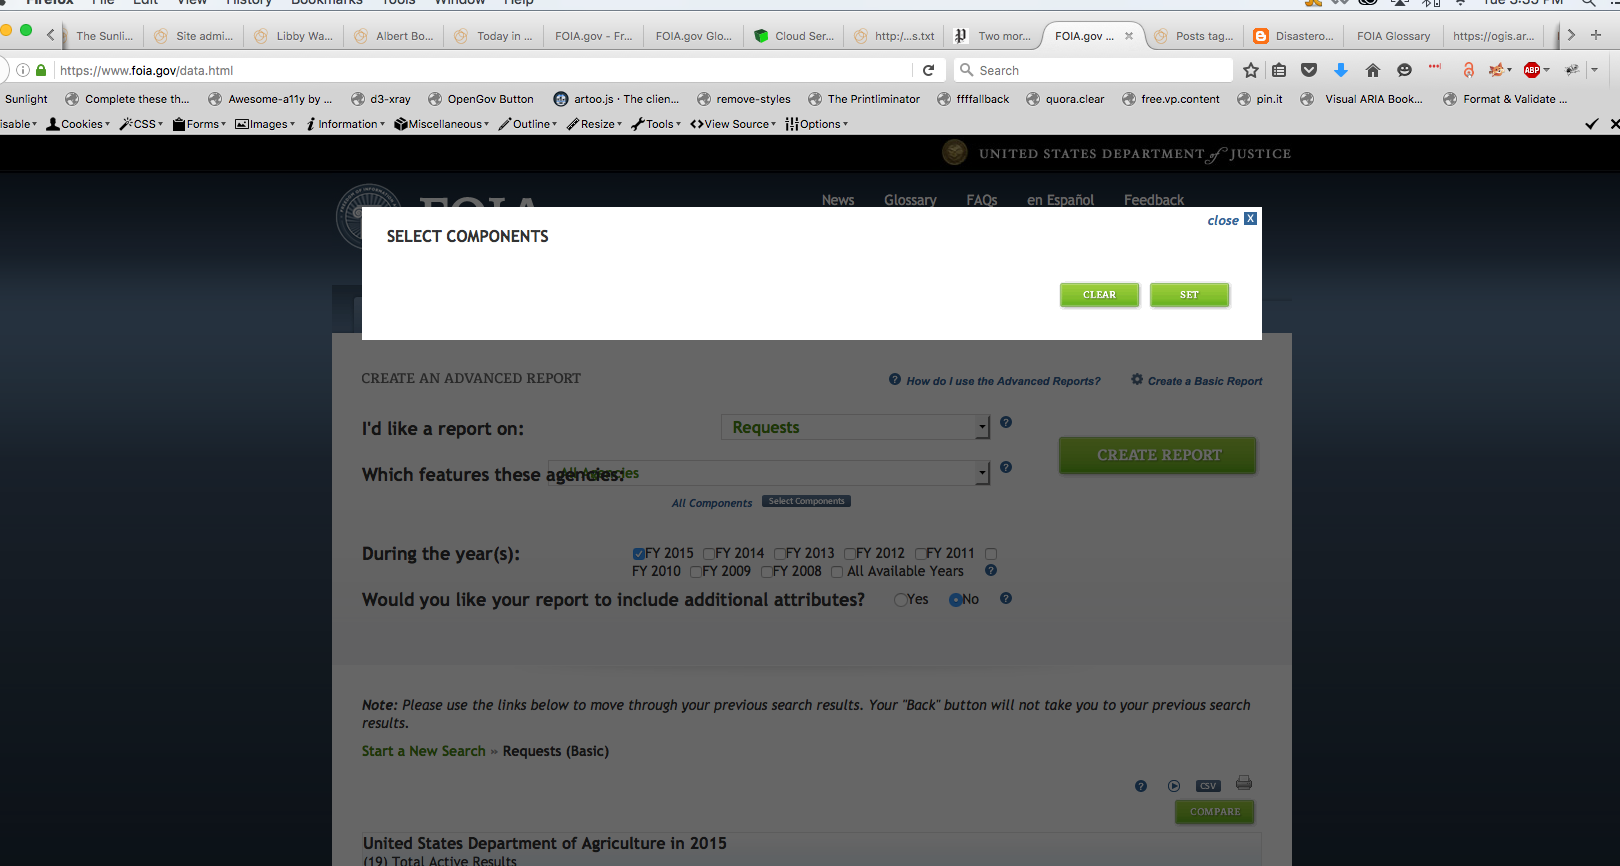 Firefox File Edit View History Bookmarks Tools Window Help Tue 3:35 PM
The Sunli... Site admi... Libby Wa... Albert Bo... Today in ... FOIA.gov - Fr... FOIA.gov Glo... Cloud Ser... http:/...s.txt Two mor... FOIA.gov ... Posts tag... Disastero... FOIA Glossary https://ogis.ar...
https://www.foia.gov/data.html Search ABP
Sunlight Complete these th... Awesome-a11y by ... d3-xray OpenGov Button artoo.js · The clien... remove-styles The Printliminator ffffallback quora.clear free.vp.content pin.it Visual ARIA Book... Format & Validate ...
isable Cookies CSS Forms Images Information Miscellaneous Outline Resize Tools View Source Options
UNITED STATES DEPARTMENT of JUSTICE
FOIA News Glossary FAQs en Español Feedback
close X
SELECT COMPONENTS
CLEAR SET
CREATE AN ADVANCED REPORT How do I use the Advanced Reports? Create a Basic Report
I'd like a report on: Requests
CREATE REPORT
Which features these agencies: All Agencies
All Components Select Components
During the year(s): FY 2015 FY 2014 FY 2013 FY 2012 FY 2011
FY 2010 FY 2009 FY 2008 All Available Years
Would you like your report to include additional attributes? Yes No
Note: Please use the links below to move through your previous search results. Your "Back" button will not take you to your previous search
results.
Start a New Search » Requests (Basic)
CSV
COMPARE
United States Department of Agriculture in 2015
(19) Total Active Results